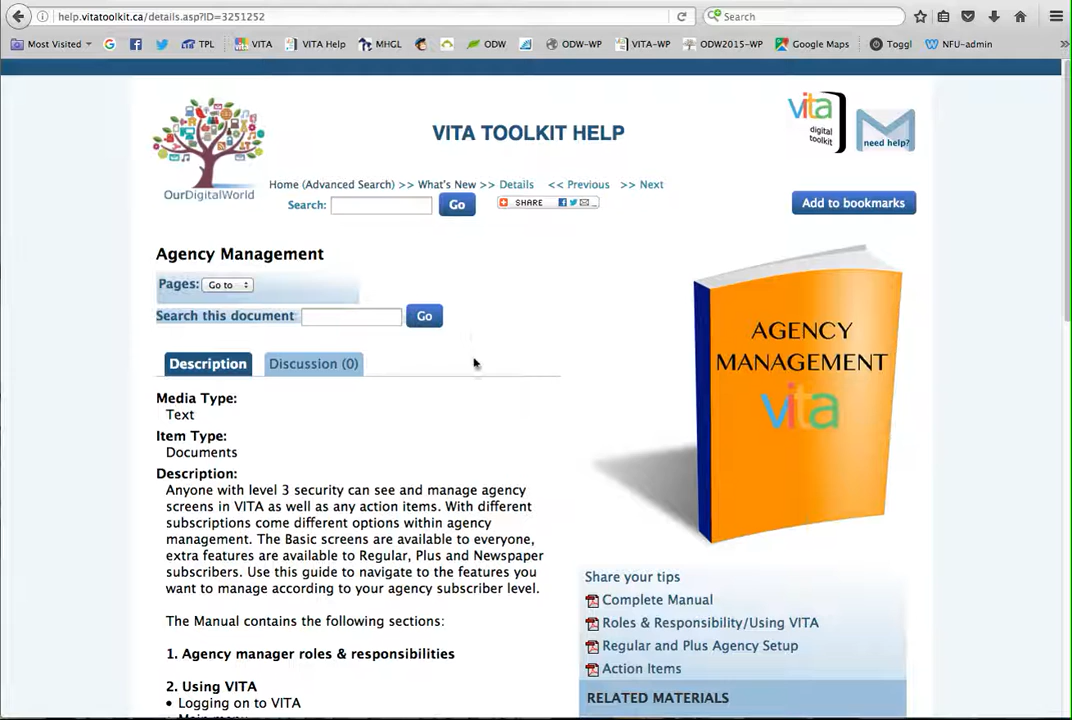 help.vitatoolkit.ca/details.asp?ID=3251252
Search
Most Visited
TPL
VITA
VITA Help
MHGL
ODW
ODW-WP
VITA-WP
ODW2015-WP
Google Maps
Toggl
NFU-admin
OurDigitalWorld
VITA TOOLKIT HELP
vita
digital
toolkit
need help?
Home (Advanced Search) >> What's New >> Details << Previous >> Next
Search:
Go
SHARE
Add to bookmarks
Agency Management
Pages: Go to
Search this document
Go
Description
Discussion (0)
Media Type:
Text
Item Type:
Documents
Description:
Anyone with level 3 security can see and manage agency
screens in VITA as well as any action items. With different
subscriptions come different options within agency
management. The Basic screens are available to everyone,
extra features are available to Regular, Plus and Newspaper
subscribers. Use this guide to navigate to the features you
want to manage according to your agency subscriber level.
The Manual contains the following sections:
1. Agency manager roles & responsibilities
2. Using VITA
• Logging on to VITA
• Main menu
AGENCY
MANAGEMENT
vita
Share your tips
Complete Manual
Roles & Responsibility/Using VITA
Regular and Plus Agency Setup
Action Items
RELATED MATERIALS